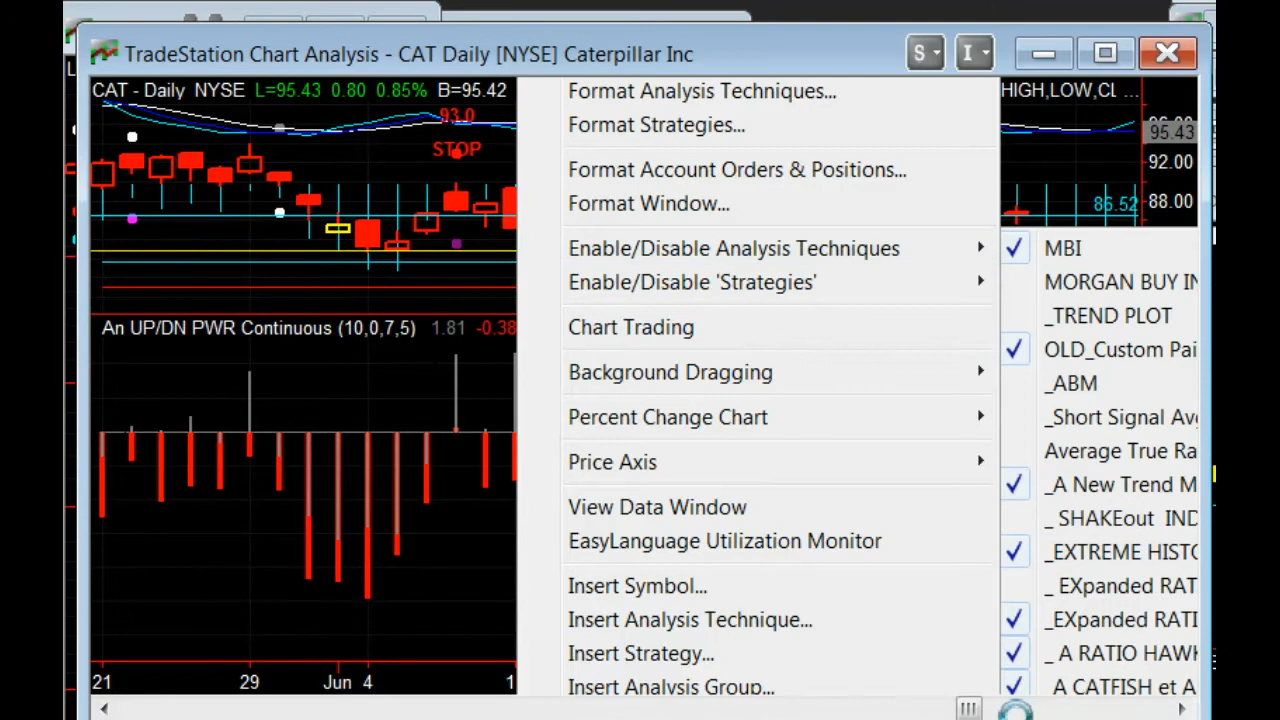 TradeStation Chart Analysis - CAT Daily [NYSE] Caterpillar Inc
S
I
CAT - Daily NYSE L=95.43 0.80 0.85% B=95.42
HIGH,LOW,CL ...
93.0
STOP
95.43
92.00
88.00
86.52
An UP/DN PWR Continuous (10,0,7,5) 1.81 -0.38
21 29 Jun 4 1
Format Analysis Techniques...
Format Strategies...
Format Account Orders & Positions...
Format Window...
Enable/Disable Analysis Techniques
Enable/Disable 'Strategies'
Chart Trading
Background Dragging
Percent Change Chart
Price Axis
View Data Window
EasyLanguage Utilization Monitor
Insert Symbol...
Insert Analysis Technique...
Insert Strategy...
Insert Analysis Group...
MBI
MORGAN BUY IN
_TREND PLOT
OLD_Custom Pai
_ABM
_Short Signal Avg
Average True Ra
_A New Trend M
_ SHAKEout IND
_EXTREME HISTO
_ EXpanded RATI
_EXpanded RATI
_ A RATIO HAWK
A CATFISH et A